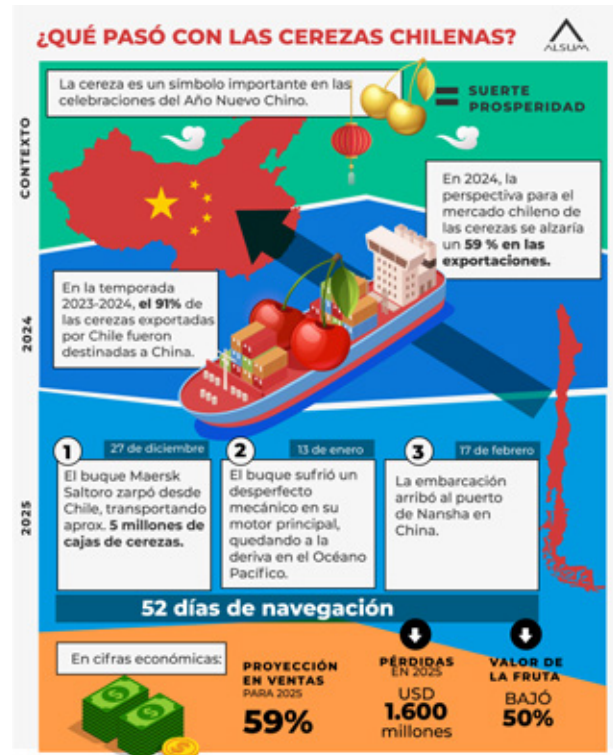 ¿QUÉ PASÓ CON LAS CEREZAS CHILENAS?
ALSUM
CONTEXTO
La cereza es un símbolo importante en las
celebraciones del Año Nuevo Chino.
= SUERTE
PROSPERIDAD
En 2024, la
perspectiva para el
mercado chileno de
las cerezas se alzaría
un 59 % en las
exportaciones.
2024
En la temporada
2023-2024, el 91% de
las cerezas exportadas
por Chile fueron
destinadas a China.
2025
1
27 de diciembre
El buque Maersk
Saltoro zarpó desde
Chile, transportando
aprox. 5 millones de
cajas de cerezas.
2
13 de enero
El buque sufrió un
desperfecto
mecánico en su
motor principal,
quedando a la
deriva en el Océano
Pacífico.
3
17 de febrero
La embarcación
arribó al puerto
de Nansha en
China.
52 días de navegación
En cifras económicas:
PROYECCIÓN
EN VENTAS
PARA 2025
59%
PÉRDIDAS
EN 2025
USD
1.600
millones
VALOR DE
LA FRUTA
BAJÓ
50%